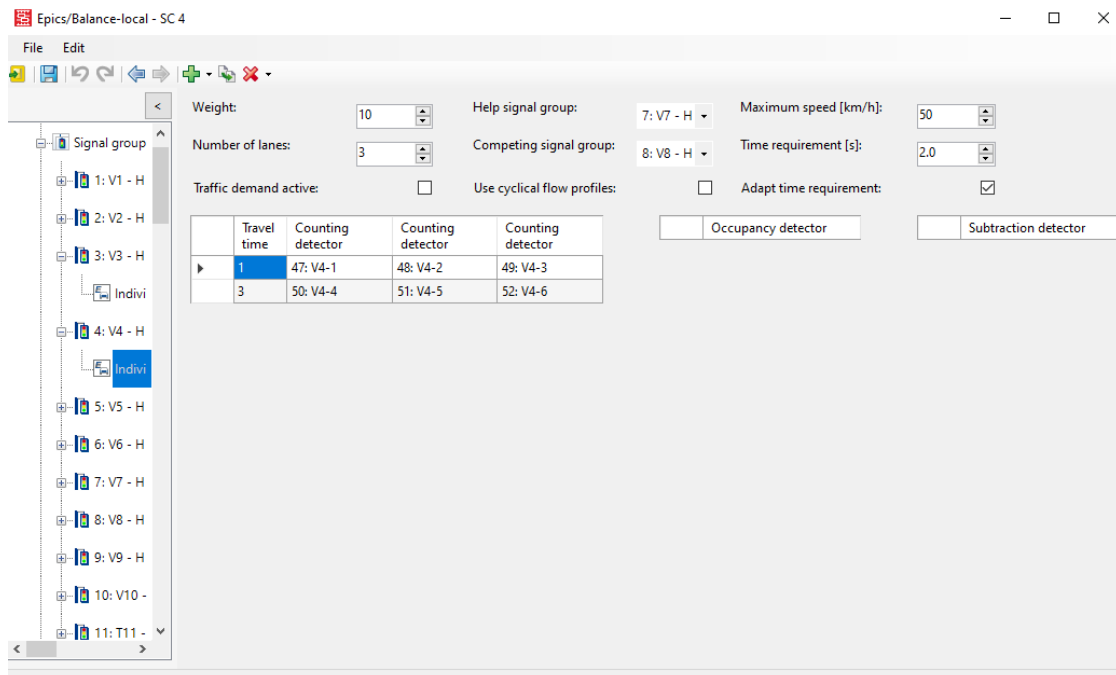 Epics/Balance-local - SC 4
File Edit
<
Signal group
1: V1 - H
2: V2 - H
3: V3 - H
Indivi
4: V4 - H
Indivi
5: V5 - H
6: V6 - H
7: V7 - H
8: V8 - H
9: V9 - H
10: V10 -
11: T11 -
Weight: 10 Help signal group: 7: V7 - H Maximum speed [km/h]: 50
Number of lanes: 3 Competing signal group: 8: V8 - H Time requirement [s]: 2.0
Traffic demand active: Use cyclical flow profiles: Adapt time requirement:
Travel time Counting detector Counting detector Counting detector
1 47: V4-1 48: V4-2 49: V4-3
3 50: V4-4 51: V4-5 52: V4-6
Occupancy detector
Subtraction detector